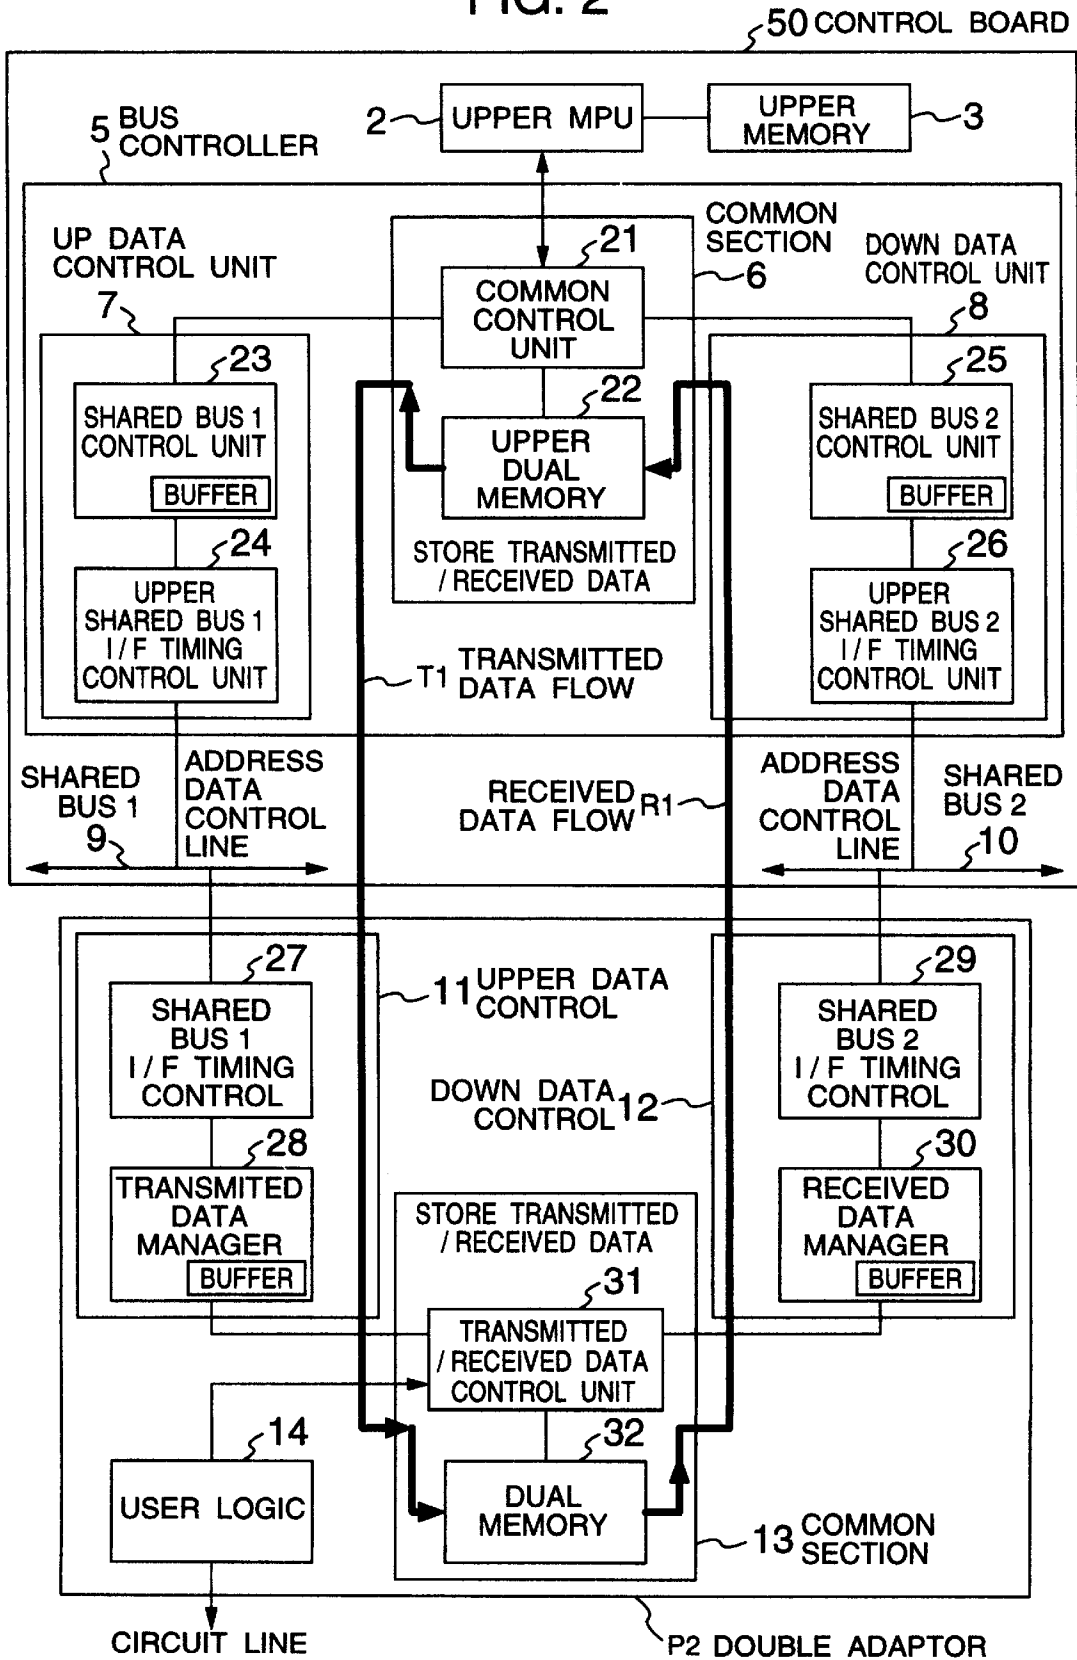 FIG. 2
50 CONTROL BOARD
5 BUS
CONTROLLER
2
UPPER MPU
UPPER
MEMORY
3
UP DATA
CONTROL UNIT
7
21
COMMON
CONTROL
UNIT
COMMON
SECTION
6
DOWN DATA
CONTROL UNIT
8
23
SHARED BUS 1
CONTROL UNIT
BUFFER
22
UPPER
DUAL
MEMORY
25
SHARED BUS 2
CONTROL UNIT
BUFFER
24
UPPER
SHARED BUS 1
I/F TIMING
CONTROL UNIT
STORE TRANSMITTED
/RECEIVED DATA
26
UPPER
SHARED BUS 2
I/F TIMING
CONTROL UNIT
T1 TRANSMITTED
DATA FLOW
SHARED
BUS 1
9
ADDRESS
DATA
CONTROL
LINE
RECEIVED
DATA FLOW R1
ADDRESS
DATA
CONTROL
LINE
SHARED
BUS 2
10
27
SHARED
BUS 1
I/F TIMING
CONTROL
11 UPPER DATA
CONTROL
29
SHARED
BUS 2
I/F TIMING
CONTROL
DOWN DATA
CONTROL 12
28
TRANSMITED
DATA
MANAGER
BUFFER
30
RECEIVED
DATA
MANAGER
BUFFER
STORE TRANSMITTED
/RECEIVED DATA
31
TRANSMITTED
/RECEIVED DATA
CONTROL UNIT
14
USER LOGIC
32
DUAL
MEMORY
13 COMMON
SECTION
CIRCUIT LINE
P2 DOUBLE ADAPTOR